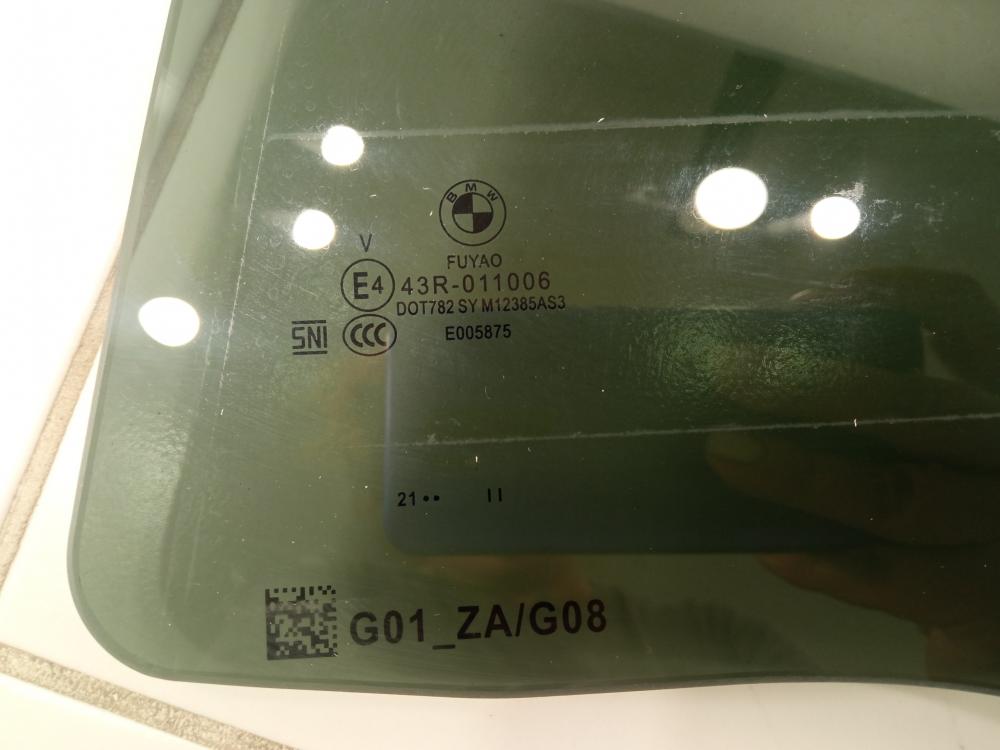 BMW
FUYAO
V
E4 43R-011006
DOT782 SY M12385AS3
SNI CCC E005875
21•• II
G01_ZA/G08